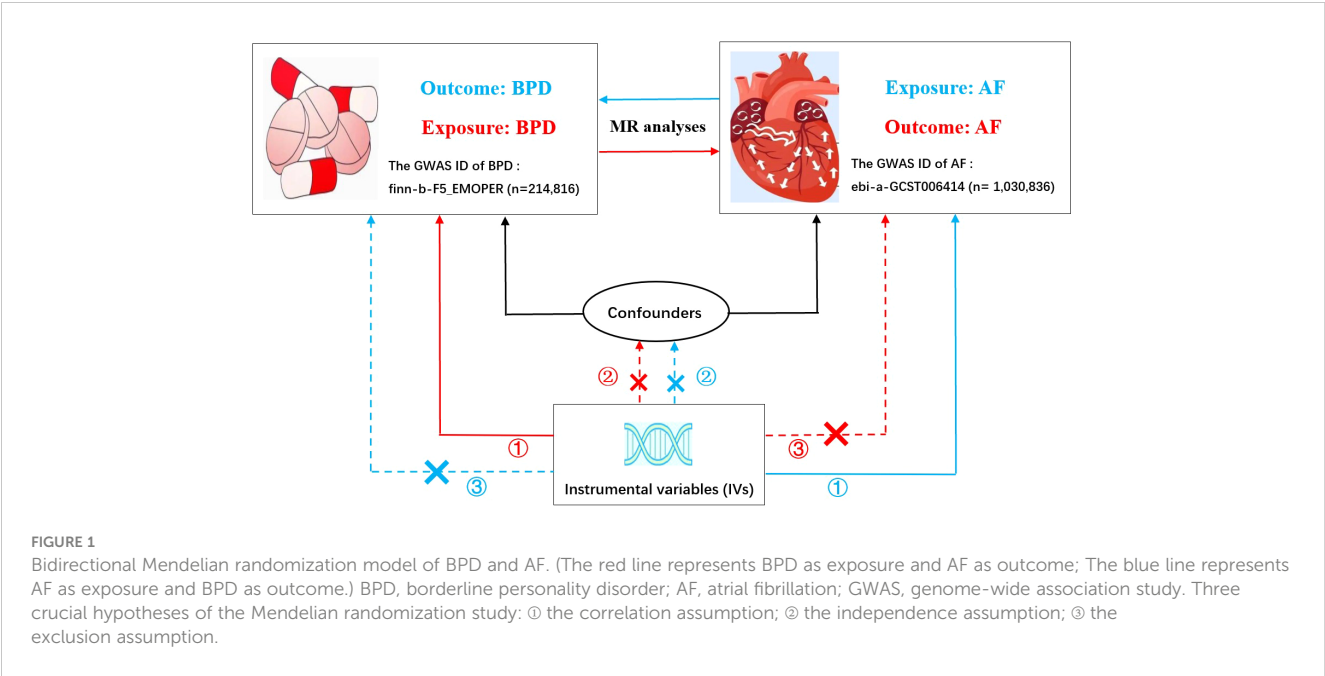 Outcome: BPD
Exposure: BPD
The GWAS ID of BPD :
finn-b-F5_EMOPER (n=214,816)
MR analyses
Exposure: AF
Outcome: AF
The GWAS ID of AF :
ebi-a-GCST006414 (n= 1,030,836)
Confounders
② ②
① ③
③ ①
Instrumental variables (IVs)
FIGURE 1
Bidirectional Mendelian randomization model of BPD and AF. (The red line represents BPD as exposure and AF as outcome; The blue line represents
AF as exposure and BPD as outcome.) BPD, borderline personality disorder; AF, atrial fibrillation; GWAS, genome-wide association study. Three
crucial hypotheses of the Mendelian randomization study: ① the correlation assumption; ② the independence assumption; ③ the
exclusion assumption.